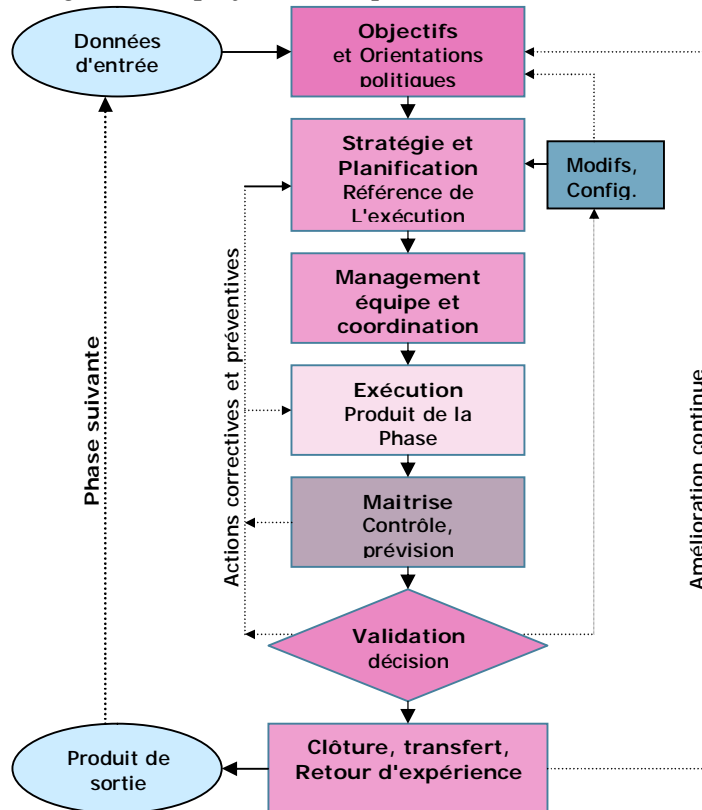 Données
d'entrée
Objectifs
et Orientations
politiques
Stratégie et
Planification
Référence de
L'exécution
Modifs,
Config.
Management
équipe et
coordination
Exécution
Produit de la
Phase
Maitrise
Contrôle,
prévision
Validation
décision
Clôture, transfert,
Retour d'expérience
Produit de
sortie
Phase suivante
Actions correctives et préventives
Amélioration continue